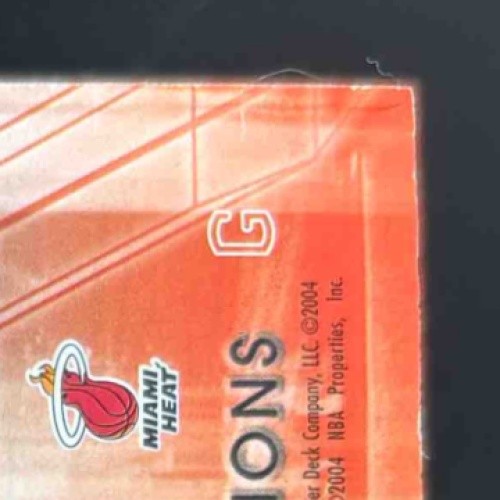 G
MIAMI
HEAT
IONS
er Deck Company, LLC ©2004
2004 NBA Properties, Inc.